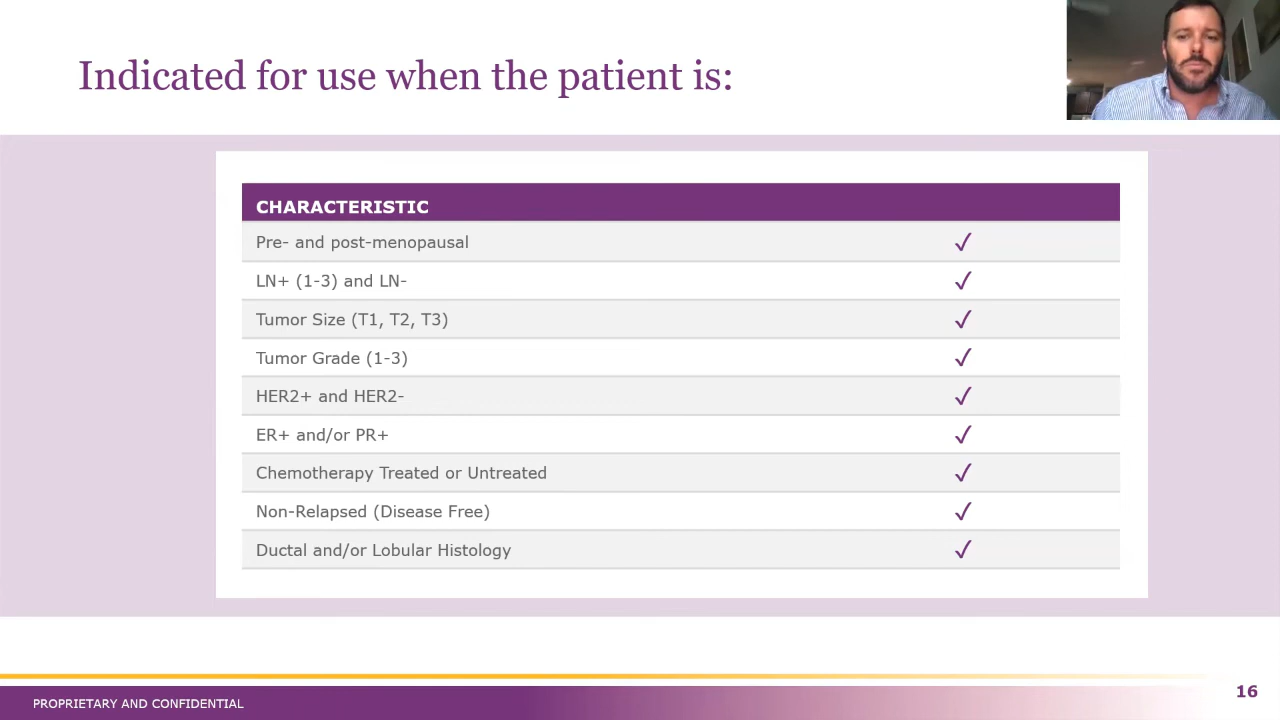 Indicated for use when the patient is:
CHARACTERISTIC
Pre- and post-menopausal ✓
LN+ (1-3) and LN- ✓
Tumor Size (T1, T2, T3) ✓
Tumor Grade (1-3) ✓
HER2+ and HER2- ✓
ER+ and/or PR+ ✓
Chemotherapy Treated or Untreated ✓
Non-Relapsed (Disease Free) ✓
Ductal and/or Lobular Histology ✓
PROPRIETARY AND CONFIDENTIAL
16